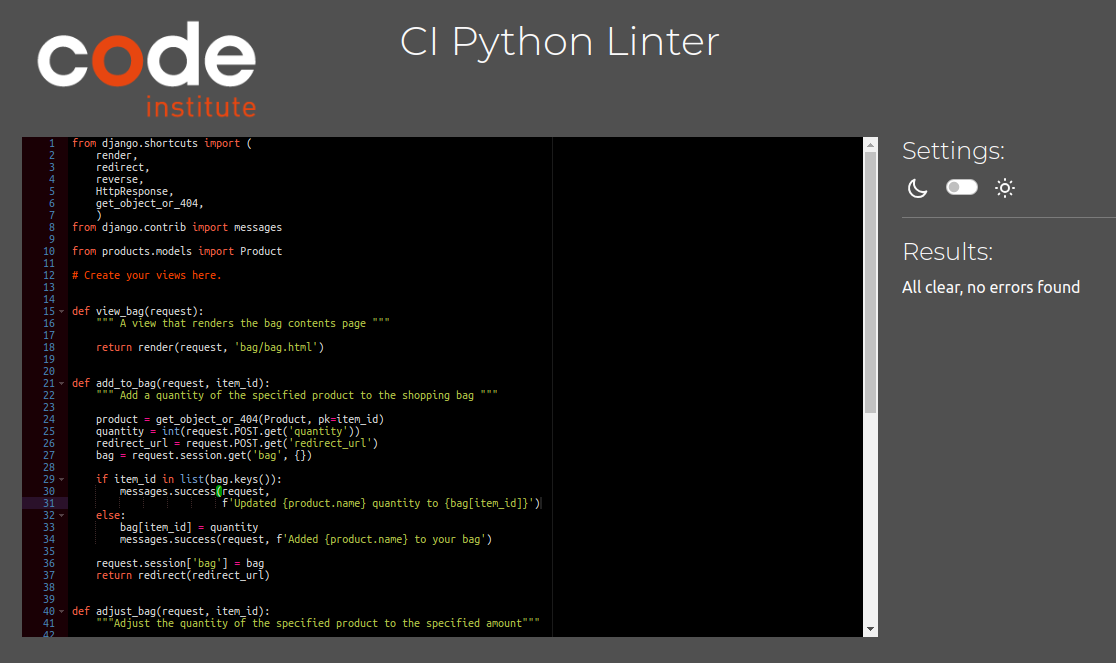 code
institute
CI Python Linter
1 from django.shortcuts import (
2     render,
3     redirect,
4     reverse,
5     HttpResponse,
6     get_object_or_404,
7     )
8 from django.contrib import messages
9
10 from products.models import Product
11
12 # Create your views here.
13
14
15 def view_bag(request):
16     """ A view that renders the bag contents page """
17
18     return render(request, 'bag/bag.html')
19
20
21 def add_to_bag(request, item_id):
22     """ Add a quantity of the specified product to the shopping bag """
23
24     product = get_object_or_404(Product, pk=item_id)
25     quantity = int(request.POST.get('quantity'))
26     redirect_url = request.POST.get('redirect_url')
27     bag = request.session.get('bag', {})
28
29     if item_id in list(bag.keys()):
30         messages.success(request,
31                          f'Updated {product.name} quantity to {bag[item_id]}')
32     else:
33         bag[item_id] = quantity
34         messages.success(request, f'Added {product.name} to your bag')
35
36     request.session['bag'] = bag
37     return redirect(redirect_url)
38
39
40 def adjust_bag(request, item_id):
41     """Adjust the quantity of the specified product to the specified amount"""
42
Settings:
Results:
All clear, no errors found